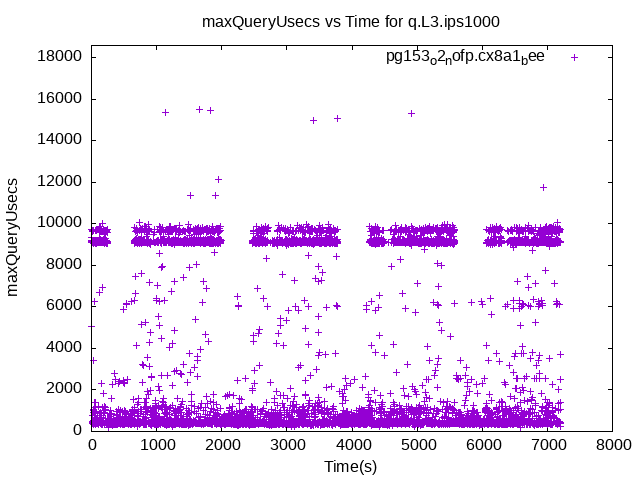 maxQueryUsecs vs Time for q.L3.ips1000
pg153o2nofp.cx8a1bee
18000
16000
14000
12000
10000
8000
6000
4000
2000
0
maxQueryUsecs
0 1000 2000 3000 4000 5000 6000 7000 8000
Time(s)